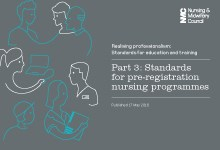 NMC
Nursing &
Midwifery
Council
Realising professionalism:
Standards for education and training
Part 3: Standards
for pre-registration
nursing programmes
Published 17 May 2018